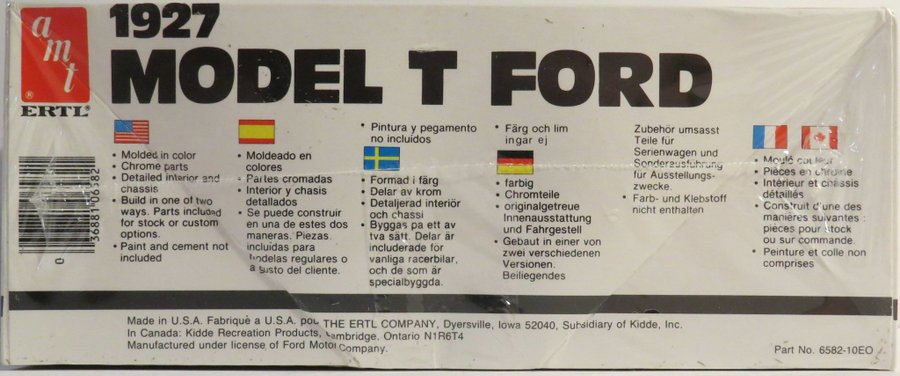 amt
®
ERTL®
1927
MODEL T FORD
• Molded in color
• Chrome parts
• Detailed interior and
chassis
• Build in one of two
ways. Parts included
for stock or custom
options.
• Paint and cement not
included
• Moldeado en
colores
• Partes cromadas
• Interior y chasis
detallados
• Se puede construir
en una de estes dos
maneras. Piezas
incluidas para
modelas regulares o
a gusto del cliente.
• Pintura y pegamento
no incluidos
• Formad i färg
• Delar av krom
• Detaljerad interiör
och chassi
• Byggas pa ett av
tva sätt. Delar är
includerade för
vanliga racerbilar,
och de som är
specialbyggda.
• Färg och lim
ingar ej
• farbig
• Chromteile
• originalgetreue
Innenausstattung
und Fahrgestell
• Gebaut in einer von
zwei verschiedenen
Versionen.
Beiliegendes
Zubehör umsasst
Teile für
Serienwagen und
Sonderausführung
für Ausstellungs-
zwecke.
• Farb- und Klebstoff
nicht enthalten
• Moulé couleur
• Pièces en chrome
• Intérieur et châssis
détaillés
• Construit d'une des
manières suivantes :
pièces pour stock
ou sur commande.
• Peinture et colle non
comprises
0 36881 06582
Made in U.S.A. Fabriqué a U.S.A. pou THE ERTL COMPANY, Dyersville, Iowa 52040, Subsidiary of Kidde, Inc.
In Canada: Kidde Recreation Products, Cambridge, Ontario N1R6T4
Manufactured under license of Ford Motor Company.
Part No. 6582-10EO